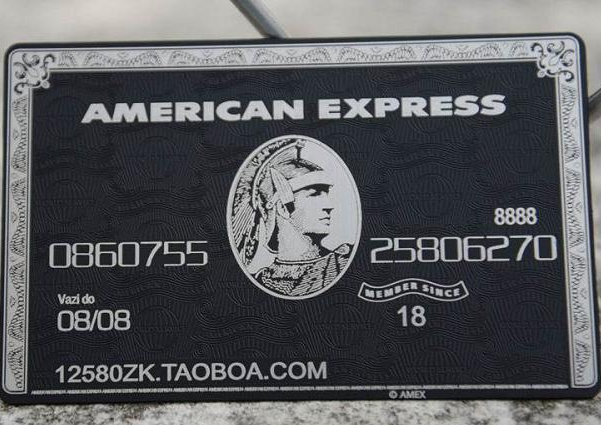 AMERICAN EXPRESS
8888
0860755 25806270
MEMBER SINCE
Vazi do
08/08 18
12580ZK.TAOBOA.COM
© AMEX